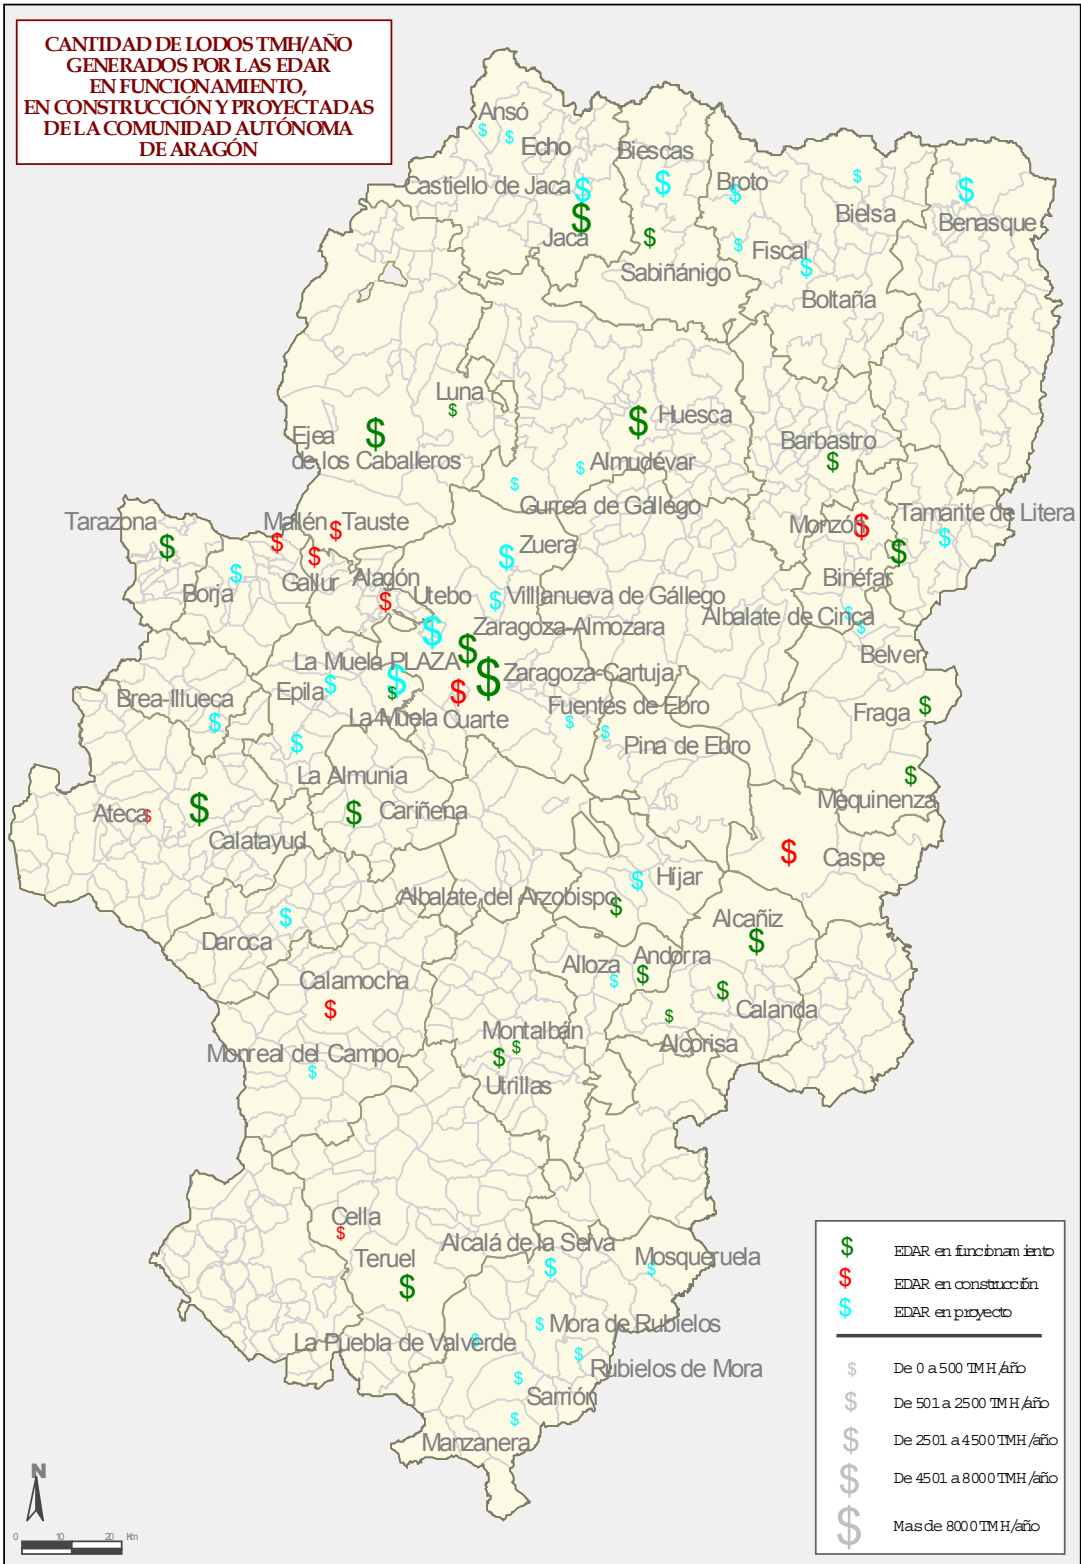 CANTIDAD DE LODOS TMH/AÑO
GENERADOS POR LAS EDAR
EN FUNCIONAMIENTO,
EN CONSTRUCCIÓN Y PROYECTADAS
DE LA COMUNIDAD AUTÓNOMA
DE ARAGÓN
Ansó
Echo
Biescas
Castiello de Jaca
Broto
Bielsa
Benasque
Jaca
Fiscal
Sabiñánigo
Boltaña
Luna
Huesca
Ejea
de los Caballeros
Barbastro
Almudévar
Gurrea de Gállego
Tarazona
Mallén
Tauste
Monzón
Tamarite de Litera
Zuera
Gallur
Alagón
Binéfar
Borja
Utebo
Villlanueva de Gállego
Albalate de Cinca
Zaragoza-Almozara
Belver
La Muela PLAZA
Zaragoza-Cartuja
Brea-Illueca
Epila
La Muela
Cuarte
Fuentes de Ebro
Fraga
Pina de Ebro
La Almunia
Mequinenza
Ateca
Cariñena
Calatayud
Caspe
Híjar
Albalate del Arzobispo
Alcañiz
Daroca
Alloza
Andorra
Calamocha
Calanda
Montalbán
Alcorisa
Monreal del Campo
Utrillas
Cella
Alcalá de la Selva
Mosqueruela
Teruel
Mora de Rubielos
La Puebla de Valverde
Rubielos de Mora
Sarrión
Manzanera
EDAR en funcionamiento
EDAR en construcción
EDAR en proyecto
De 0 a 500 TMH/año
De 501 a 2500 TMH/año
De 2501 a 4500 TMH/año
De 4501 a 8000 TMH/año
Mas de 8000 TMH/año
N
0 10 20 Km